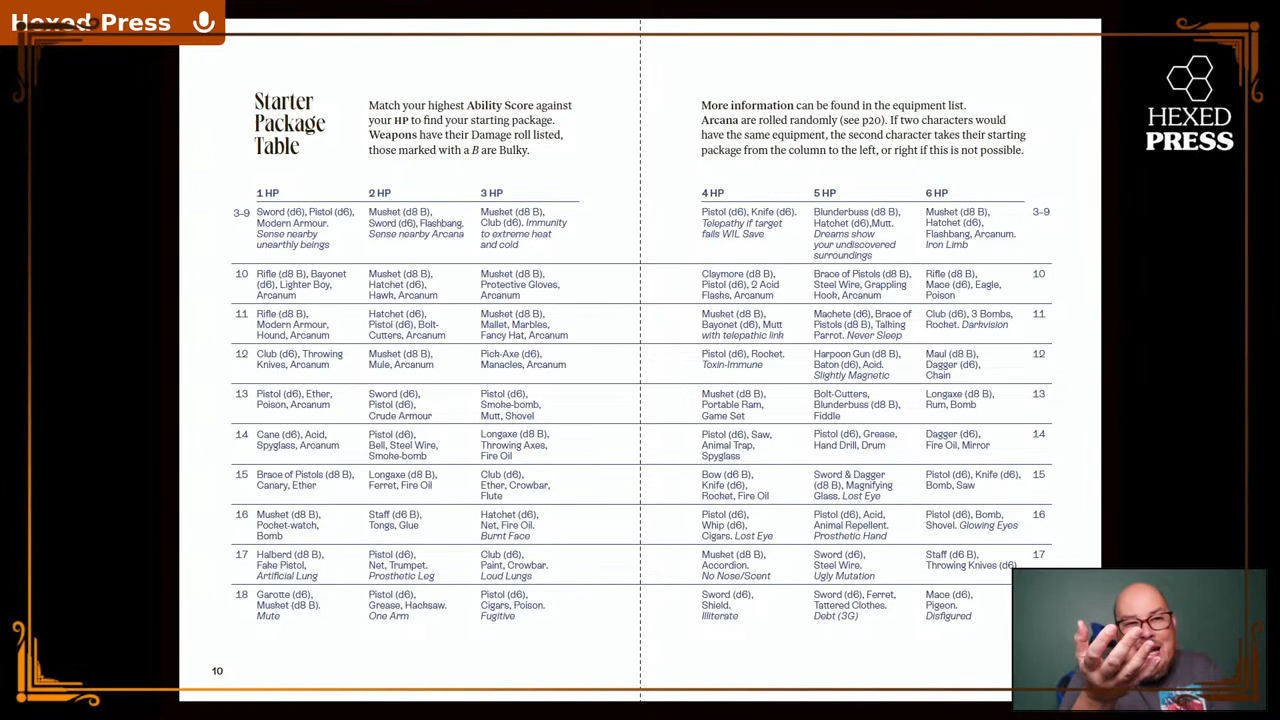 Hexed Press
HEXED
PRESS
Starter
Package
Table
Match your highest Ability Score against
your HP to find your starting package.
Weapons have their Damage roll listed,
those marked with a B are Bulky.
More information can be found in the equipment list.
Arcana are rolled randomly (see p20). If two characters would
have the same equipment, the second character takes their starting
package from the column to the left, or right if this is not possible.
1 HP
2 HP
3 HP
4 HP
5 HP
6 HP
3–9
Sword (d6), Pistol (d6),
Modern Armour.
Sense nearby
unearthly beings
Musket (d8 B),
Sword (d6), Flashbang.
Sense nearby Arcana
Musket (d8 B),
Club (d6). Immunity
to extreme heat
and cold
Pistol (d6), Knife (d6).
Telepathy if target
fails WIL Save
Blunderbuss (d8 B),
Hatchet (d6),Mutt.
Dreams show
your undiscovered
surroundings
Musket (d8 B),
Hatchet (d6),
Flashbang, Arcanum.
Iron Limb
3–9
10
Rifle (d8 B), Bayonet
(d6), Lighter Boy,
Arcanum
Musket (d8 B),
Hatchet (d6),
Hawk, Arcanum
Musket (d8 B),
Protective Gloves,
Arcanum
Claymore (d8 B),
Pistol (d6), 2 Acid
Flasks, Arcanum
Brace of Pistols (d8 B),
Steel Wire, Grappling
Hook, Arcanum
Rifle (d8 B),
Mace (d6), Eagle,
Poison
10
11
Rifle (d8 B),
Modern Armour,
Hound, Arcanum
Hatchet (d6),
Pistol (d6), Bolt-
Cutters, Arcanum
Musket (d8 B),
Mallet, Marbles,
Fancy Hat, Arcanum
Musket (d8 B),
Bayonet (d6), Mutt
with telepathic link
Machete (d6), Brace of
Pistols (d8 B), Talking
Parrot. Never Sleep
Club (d6), 3 Bombs,
Rocket. Darkvision
11
12
Club (d6), Throwing
Knives, Arcanum
Musket (d8 B),
Mule, Arcanum
Pick-Axe (d6),
Manacles, Arcanum
Pistol (d6), Rocket.
Toxin-Immune
Harpoon Gun (d8 B),
Baton (d6), Acid.
Slightly Magnetic
Maul (d8 B),
Dagger (d6),
Chain
12
13
Pistol (d6), Ether,
Poison, Arcanum
Sword (d6),
Pistol (d6),
Crude Armour
Pistol (d6),
Smoke-bomb,
Mutt, Shovel
Musket (d8 B),
Portable Ram,
Game Set
Bolt-Cutters,
Blunderbuss (d8 B),
Fiddle
Longaxe (d8 B),
Rum, Bomb
13
14
Cane (d6), Acid,
Spyglass, Arcanum
Pistol (d6),
Bell, Steel Wire,
Smoke-bomb
Longaxe (d8 B),
Throwing Axes,
Fire Oil
Pistol (d6), Saw,
Animal Trap,
Spyglass
Pistol (d6), Grease,
Hand Drill, Drum
Dagger (d6),
Fire Oil, Mirror
14
15
Brace of Pistols (d8 B),
Canary, Ether
Longaxe (d8 B),
Ferret, Fire Oil
Club (d6),
Ether, Crowbar,
Flute
Bow (d6 B),
Knife (d6),
Rocket, Fire Oil
Sword & Dagger
(d8 B), Magnifying
Glass. Lost Eye
Pistol (d6), Knife (d6),
Bomb, Saw
15
16
Musket (d8 B),
Pocket-watch,
Bomb
Staff (d6 B),
Tongs, Glue
Hatchet (d6),
Net, Fire Oil.
Burnt Face
Pistol (d6),
Whip (d6),
Cigars. Lost Eye
Pistol (d6), Acid,
Animal Repellent.
Prosthetic Hand
Pistol (d6), Bomb,
Shovel. Glowing Eyes
16
17
Halberd (d8 B),
Fake Pistol,
Artificial Lung
Pistol (d6),
Net, Trumpet.
Prosthetic Leg
Club (d6),
Paint, Crowbar.
Loud Lungs
Musket (d8 B),
Accordion.
No Nose/Scent
Sword (d6),
Steel Wire.
Ugly Mutation
Staff (d6 B),
Throwing Knives (d6)
17
18
Garotte (d6),
Musket (d8 B).
Mute
Pistol (d6),
Grease, Hacksaw.
One Arm
Pistol (d6),
Cigars, Poison.
Fugitive
Sword (d6),
Shield.
Illiterate
Sword (d6), Ferret,
Tattered Clothes.
Debt (3G)
Mace (d6),
Pigeon.
Disfigured
10